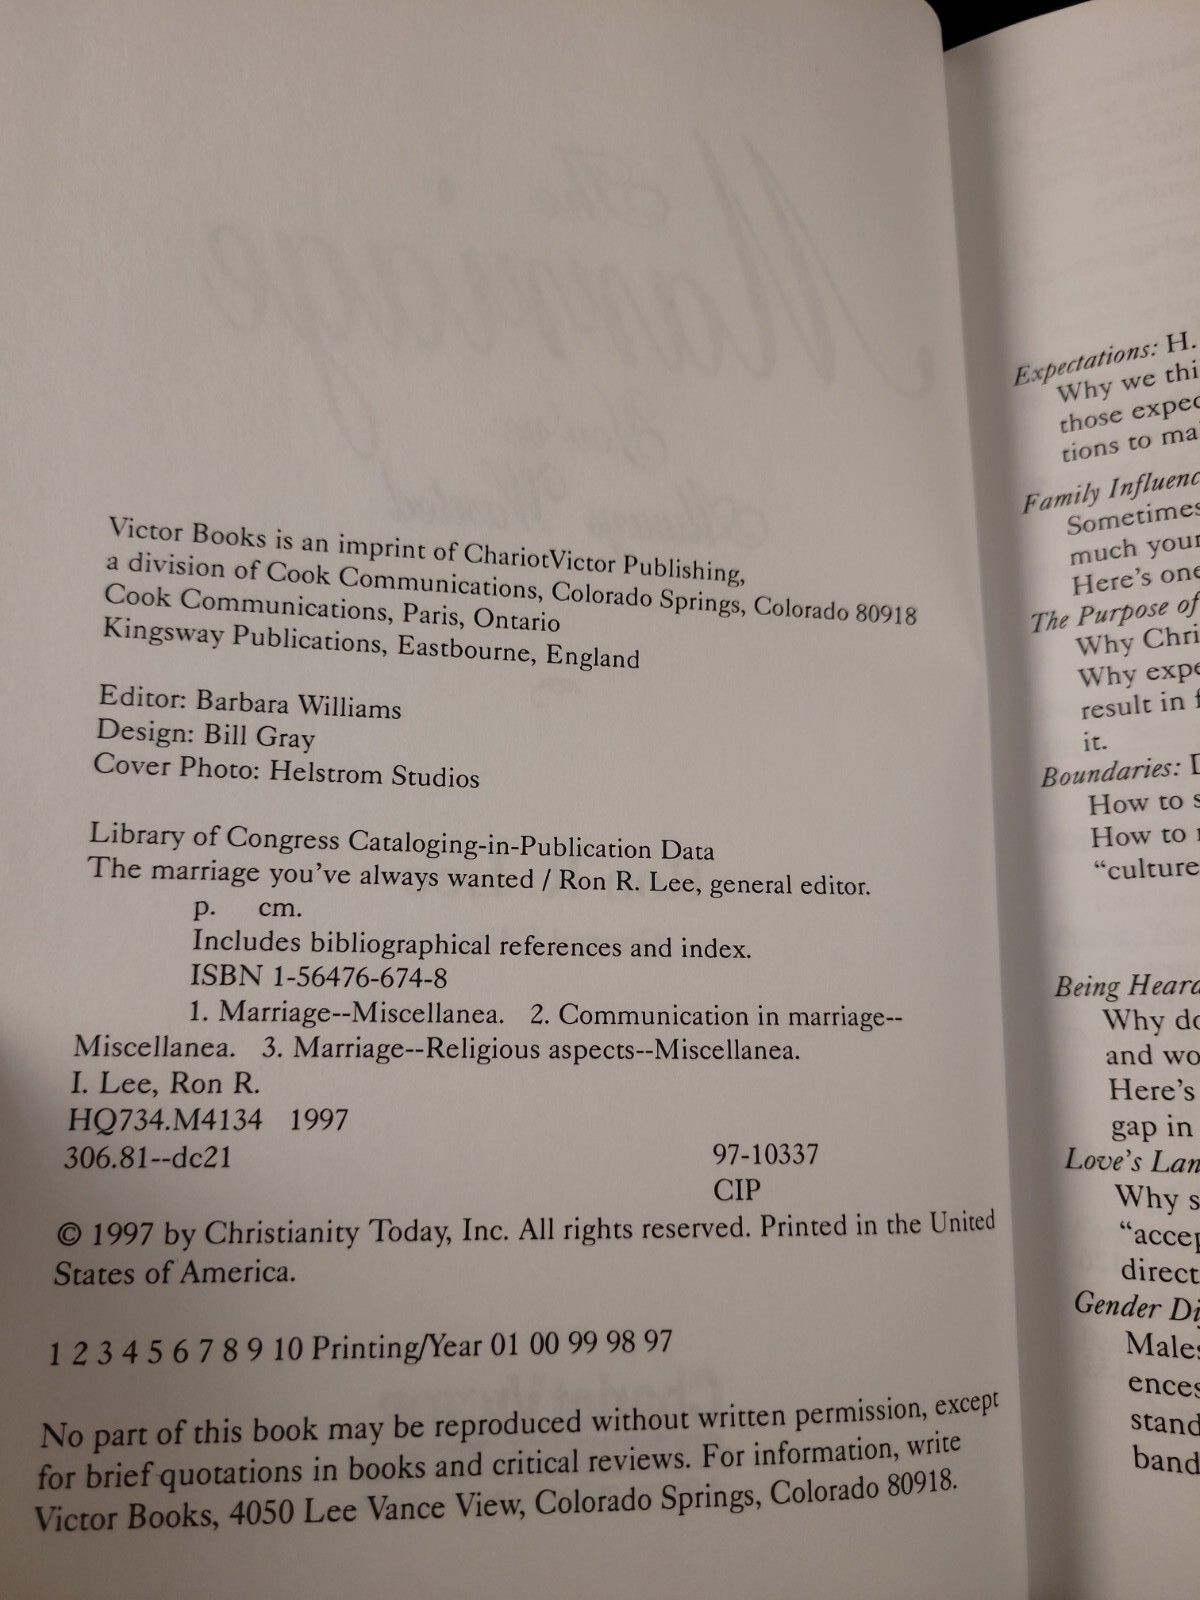 Victor Books is an imprint of ChariotVictor Publishing,
a division of Cook Communications, Colorado Springs, Colorado 80918
Cook Communications, Paris, Ontario
Kingsway Publications, Eastbourne, England
Editor: Barbara Williams
Design: Bill Gray
Cover Photo: Helstrom Studios
Library of Congress Cataloging-in-Publication Data
The marriage you've always wanted / Ron R. Lee, general editor.
p. cm.
Includes bibliographical references and index.
ISBN 1-56476-674-8
1. Marriage--Miscellanea. 2. Communication in marriage--
Miscellanea. 3. Marriage--Religious aspects--Miscellanea.
I. Lee, Ron R.
HQ734.M4134 1997
306.81--dc21 97-10337
CIP
© 1997 by Christianity Today, Inc. All rights reserved. Printed in the United
States of America.
1 2 3 4 5 6 7 8 9 10 Printing/Year 01 00 99 98 97
No part of this book may be reproduced without written permission, except
for brief quotations in books and critical reviews. For information, write
Victor Books, 4050 Lee Vance View, Colorado Springs, Colorado 80918.
Expectations: H.
Why we thi
those expec
tions to ma
Family Influenc
Sometimes
much your
Here's one
The Purpose of
Why Chri
Why expe
result in f
it.
Boundaries: D
How to s
How to
"culture
Being Heard
Why do
and wo
Here's
gap in
Love's Lan
Why s
"accep
direct
Gender Di
Males
ences
stand
band